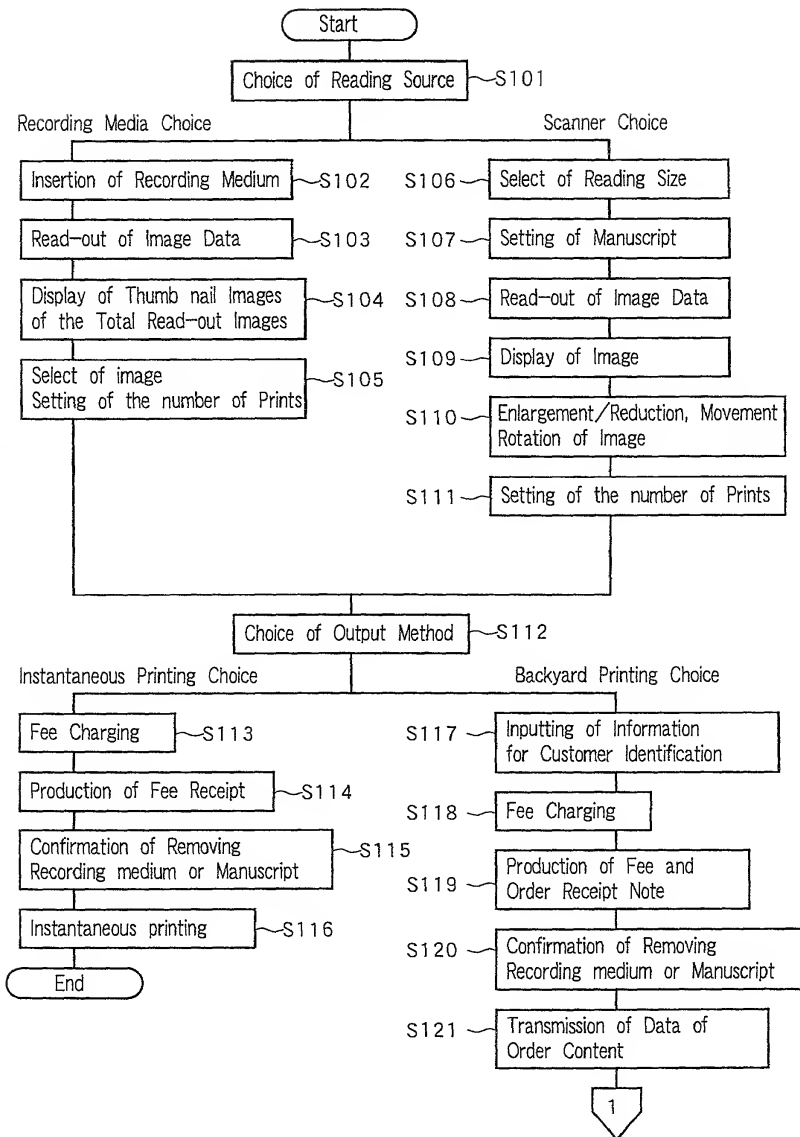 Start
Choice of Reading Source
S101
Recording Media Choice
Insertion of Recording Medium
S102
Read-out of Image Data
S103
Display of Thumb nail Images
of the Total Read-out Images
S104
Select of image
Setting of the number of Prints
S105
Scanner Choice
S106
Select of Reading Size
S107
Setting of Manuscript
S108
Read-out of Image Data
S109
Display of Image
S110
Enlargement/Reduction, Movement
Rotation of Image
S111
Setting of the number of Prints
Choice of Output Method
S112
Instantaneous Printing Choice
Fee Charging
S113
Production of Fee Receipt
S114
Confirmation of Removing
Recording medium or Manuscript
S115
Instantaneous printing
S116
End
Backyard Printing Choice
S117
Inputting of Information
for Customer Identification
S118
Fee Charging
S119
Production of Fee and
Order Receipt Note
S120
Confirmation of Removing
Recording medium or Manuscript
S121
Transmission of Data of
Order Content
1